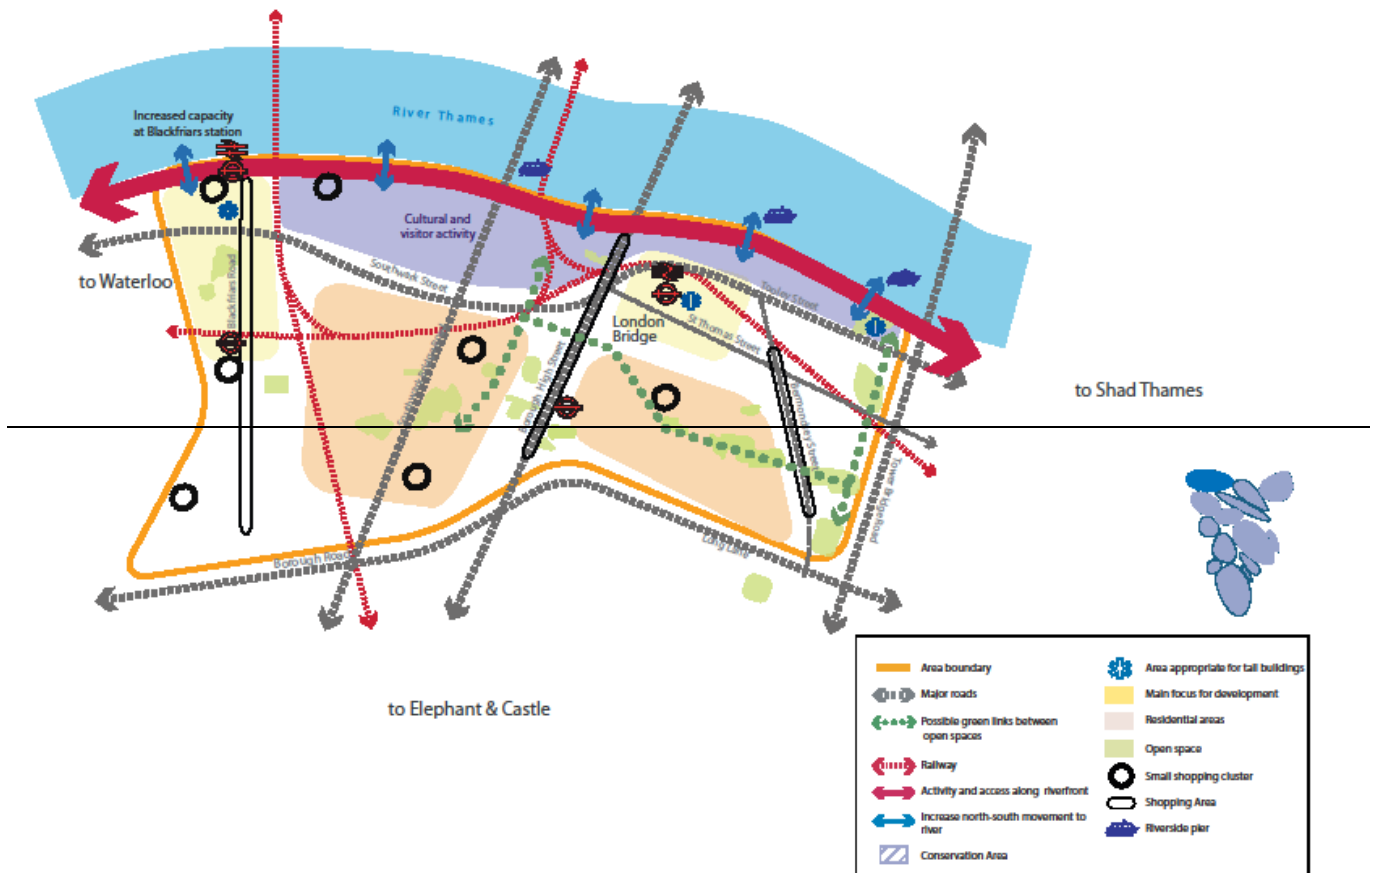 Increased capacity
at Blackfriars station
River Thames
Cultural and
visitor activity
to Waterloo
Southwark Street
Blackfriars Road
Tooley Street
St Thomas Street
London
Bridge
Borough High Street
Bermondsey Street
to Shad Thames
Tower Bridge Road
Long Lane
Borough Road
to Elephant & Castle
Area boundary
Major roads
Possible green links between
open spaces
Railway
Activity and access along riverfront
Increase north-south movement to
river
Conservation Area
Area appropriate for tall buildings
Main focus for development
Residential areas
Open space
Small shopping cluster
Shopping Area
Riverside pier